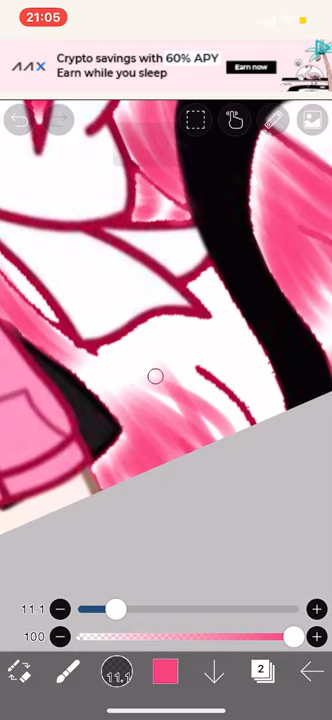 21:05
AAX
Crypto savings with 60% APY
Earn while you sleep
Earn now
11.1
100
11.1
2